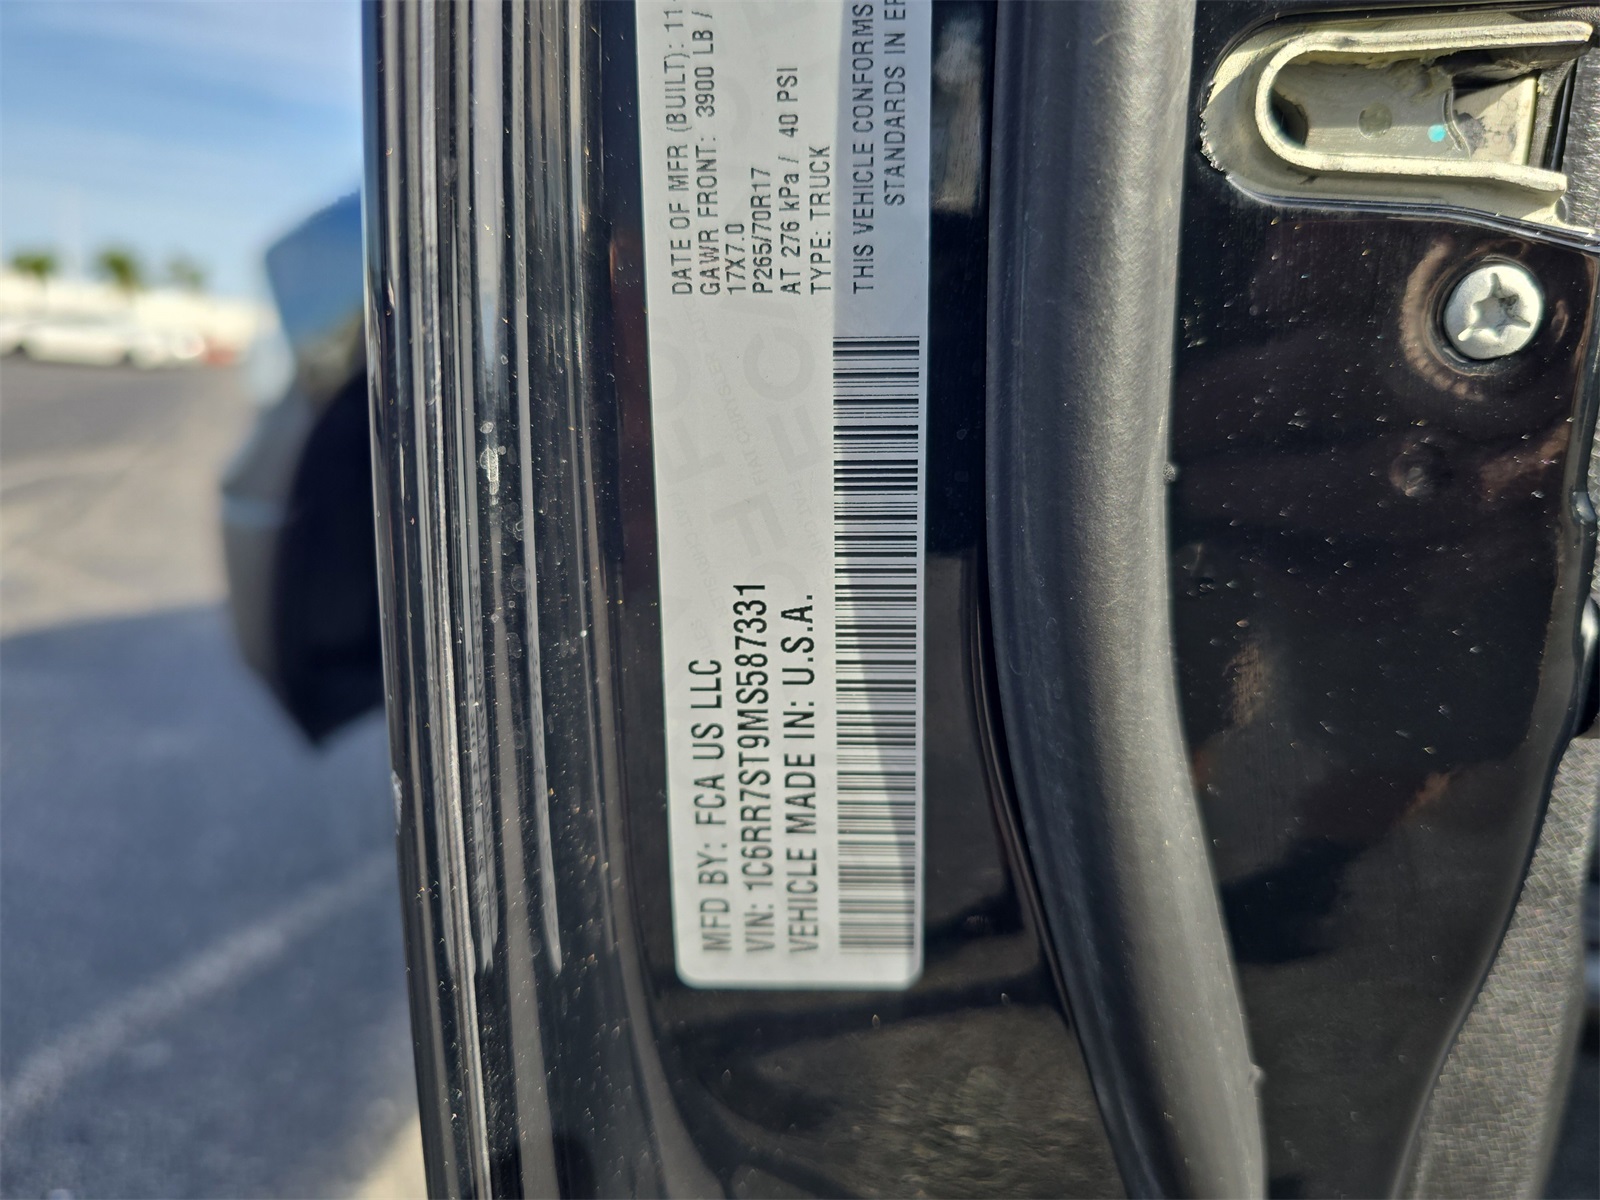 MFD BY: FCA US LLC
VIN: 1C6RR7ST9MS587331
VEHICLE MADE IN: U.S.A.
DATE OF MFR (BUILT): 11
GAWR FRONT: 3900 LB /
17X7.0
P265/70R17
AT 276 kPa / 40 PSI
TYPE: TRUCK
THIS VEHICLE CONFORMS
STANDARDS IN EF